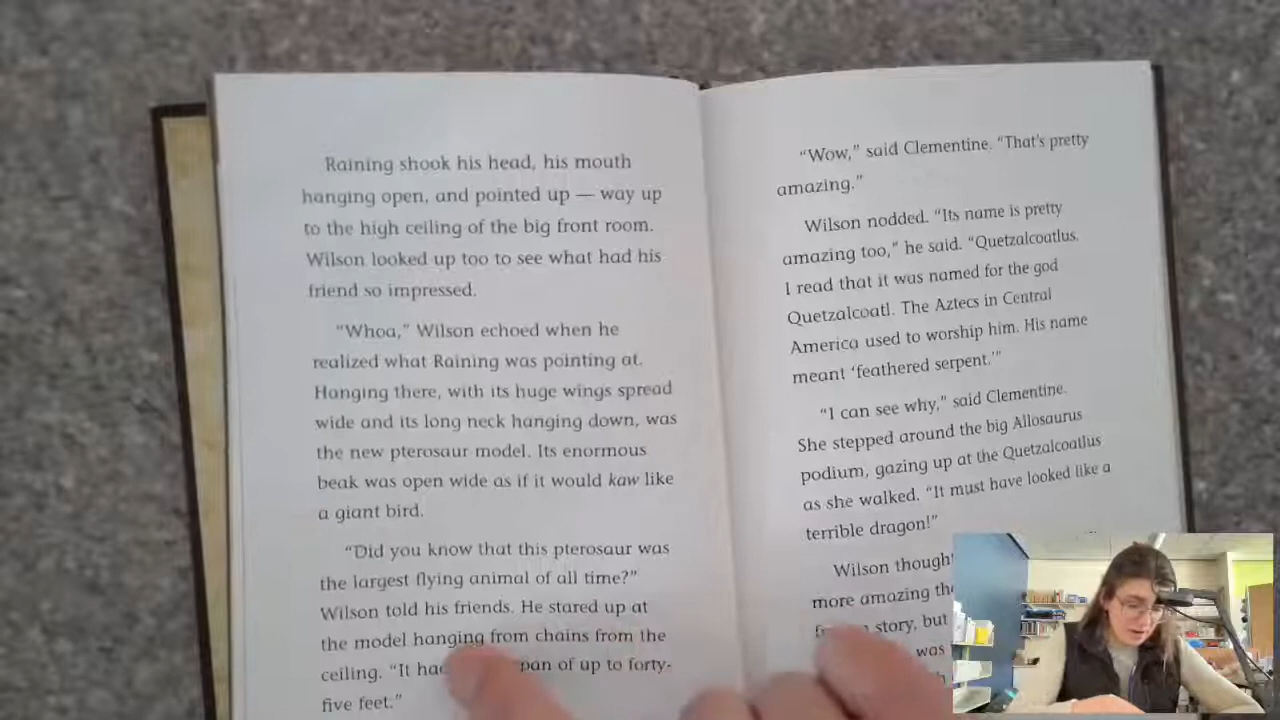 Raining shook his head, his mouth
hanging open, and pointed up — way up
to the high ceiling of the big front room.
Wilson looked up too to see what had his
friend so impressed.
“Whoa,” Wilson echoed when he
realized what Raining was pointing at.
Hanging there, with its huge wings spread
wide and its long neck hanging down, was
the new pterosaur model. Its enormous
beak was open wide as if it would kaw like
a giant bird.
“Did you know that this pterosaur was
the largest flying animal of all time?”
Wilson told his friends. He stared up at
the model hanging from chains from the
ceiling. “It had of up to forty-
five feet.”
“Wow,” said Clementine. “That's pretty
amazing.”
Wilson nodded. “Its name is pretty
amazing too,” he said. “Quetzalcoatlus.
I read that it was named for the god
Quetzalcoatl. The Aztecs in Central
America used to worship him. His name
meant ‘feathered serpent.’”
“I can see why,” said Clementine.
She stepped around the big Allosaurus
podium, gazing up at the Quetzalcoatlus
as she walked. “It must have looked like a
terrible dragon!”
Wilson thought
more amazing
story, but
was